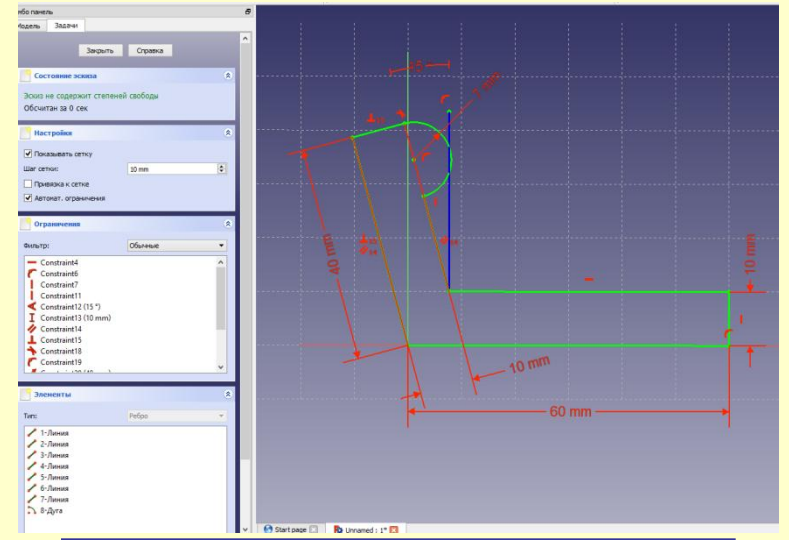 мбо панель
Модель Задачи
Закрыть Справка
Состояние эскиза
Эскиз не содержит степеней свободы
Обсчитан за 0 сек
Настройки
Показывать сетку
Шаг сетки: 10 mm
Привязка к сетке
Автомат. ограничения
Ограничения
Фильтр: Обычные
Constraint4
Constraint6
Constraint7
Constraint11
Constraint12 (15 °)
Constraint13 (10 mm)
Constraint14
Constraint15
Constraint18
Constraint19
Элементы
Тип: Ребро
1-Линия
2-Линия
3-Линия
4-Линия
5-Линия
6-Линия
7-Линия
8-Дуга
40 mm
10 mm
10 mm
60 mm
Start page Unnamed : 1*